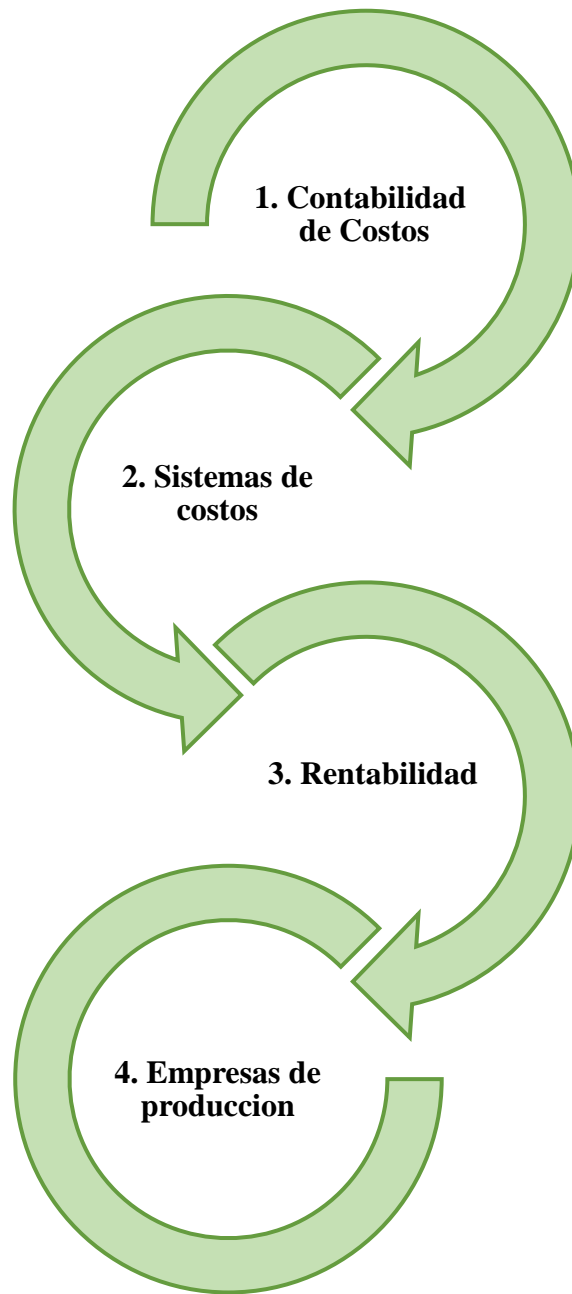 1. Contabilidad
de Costos
2. Sistemas de
costos
3. Rentabilidad
4. Empresas de
produccion